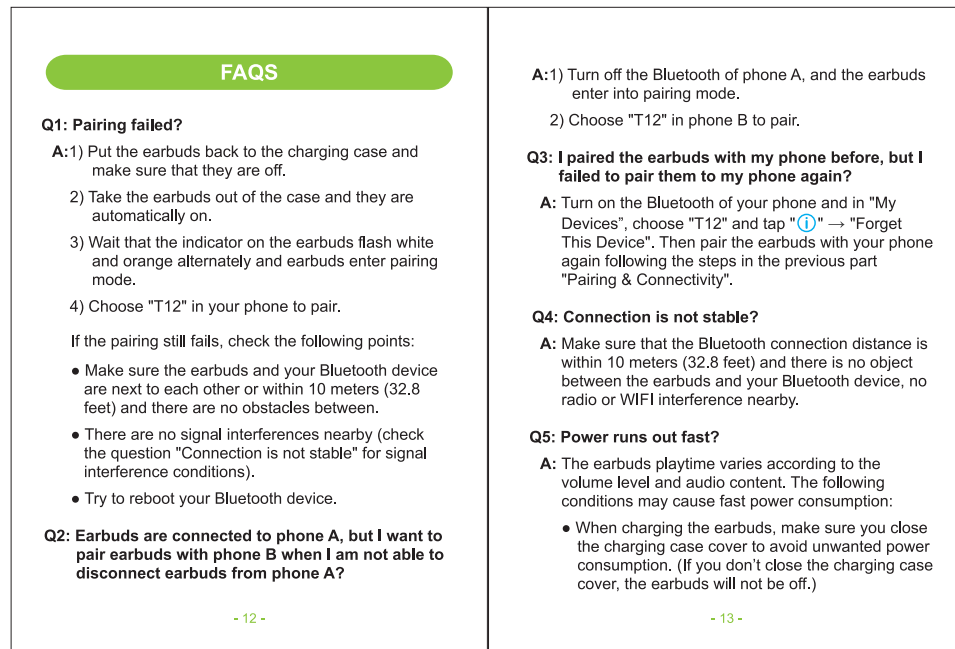 FAQS
Q1: Pairing failed?
A:1) Put the earbuds back to the charging case and
make sure that they are off.
2) Take the earbuds out of the case and they are
automatically on.
3) Wait that the indicator on the earbuds flash white
and orange alternately and earbuds enter pairing
mode.
4) Choose "T12" in your phone to pair.
If the pairing still fails, check the following points:
● Make sure the earbuds and your Bluetooth device
are next to each other or within 10 meters (32.8
feet) and there are no obstacles between.
● There are no signal interferences nearby (check
the question "Connection is not stable" for signal
interference conditions).
● Try to reboot your Bluetooth device.
Q2: Earbuds are connected to phone A, but I want to
pair earbuds with phone B when I am not able to
disconnect earbuds from phone A?
- 12 -
A:1) Turn off the Bluetooth of phone A, and the earbuds
enter into pairing mode.
2) Choose "T12" in phone B to pair.
Q3: I paired the earbuds with my phone before, but I
failed to pair them to my phone again?
A: Turn on the Bluetooth of your phone and in "My
Devices”, choose "T12" and tap "ⓘ" → "Forget
This Device". Then pair the earbuds with your phone
again following the steps in the previous part
"Pairing & Connectivity".
Q4: Connection is not stable?
A: Make sure that the Bluetooth connection distance is
within 10 meters (32.8 feet) and there is no object
between the earbuds and your Bluetooth device, no
radio or WIFI interference nearby.
Q5: Power runs out fast?
A: The earbuds playtime varies according to the
volume level and audio content. The following
conditions may cause fast power consumption:
● When charging the earbuds, make sure you close
the charging case cover to avoid unwanted power
consumption. (If you don’t close the charging case
cover, the earbuds will not be off.)
- 13 -